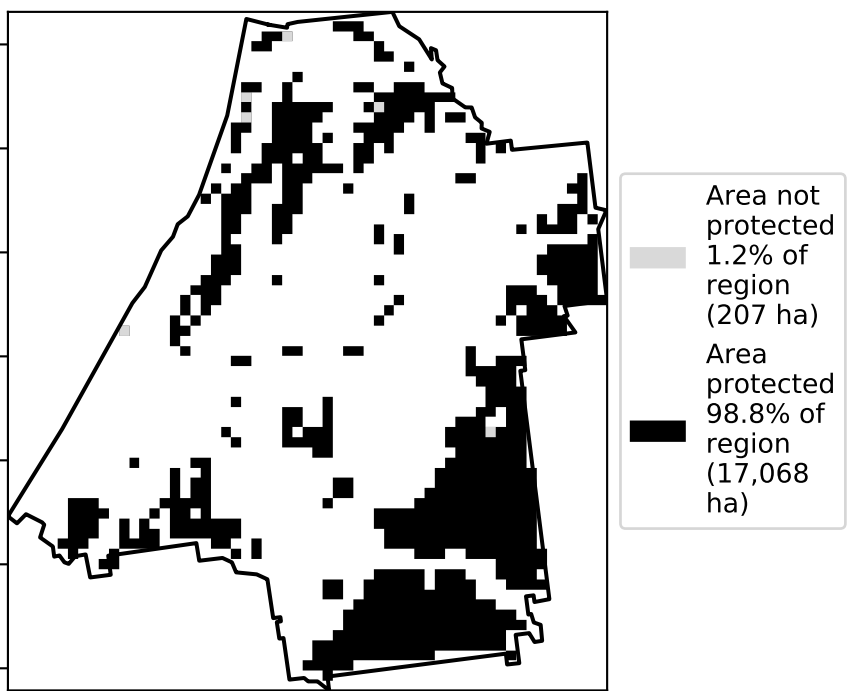 Area not
protected
1.2% of
region
(207 ha)
Area
protected
98.8% of
region
(17,068
ha)